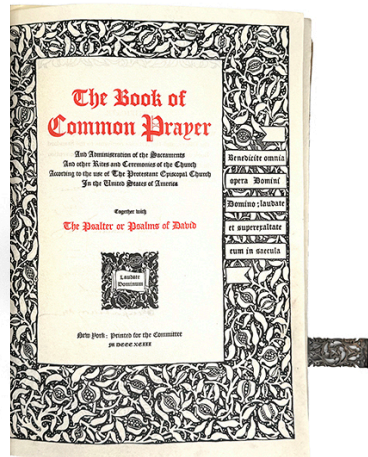 The Book of
Common Prayer
And Administration of the Sacraments
And other Rites and Ceremonies of the Church
According to the use of The Protestant Episcopal Church
In the United States of America
Together with
The Psalter or Psalms of David
Laudate
Dominum
New York: Printed for the Committee
M DCCC XCIII
Benedicite omnia
opera Domini
Domino; laudate
et superexaltate
eum in saecula